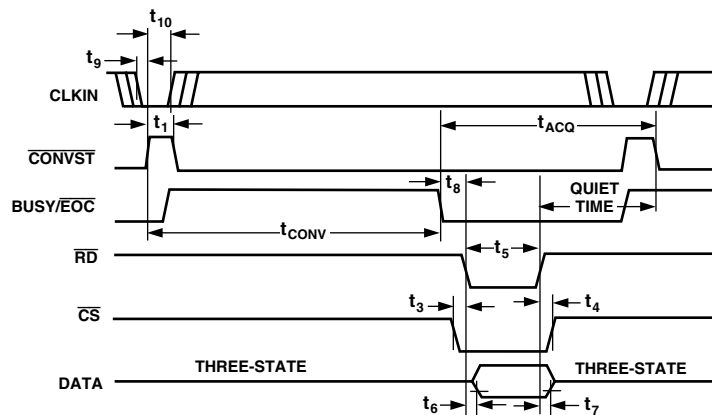 t10
t9
CLKIN
t1
tACQ
CONVST
t8
QUIET
TIME
BUSY/EOC
tCONV
t5
RD
t3
t4
CS
THREE-STATE
THREE-STATE
DATA
t6
t7